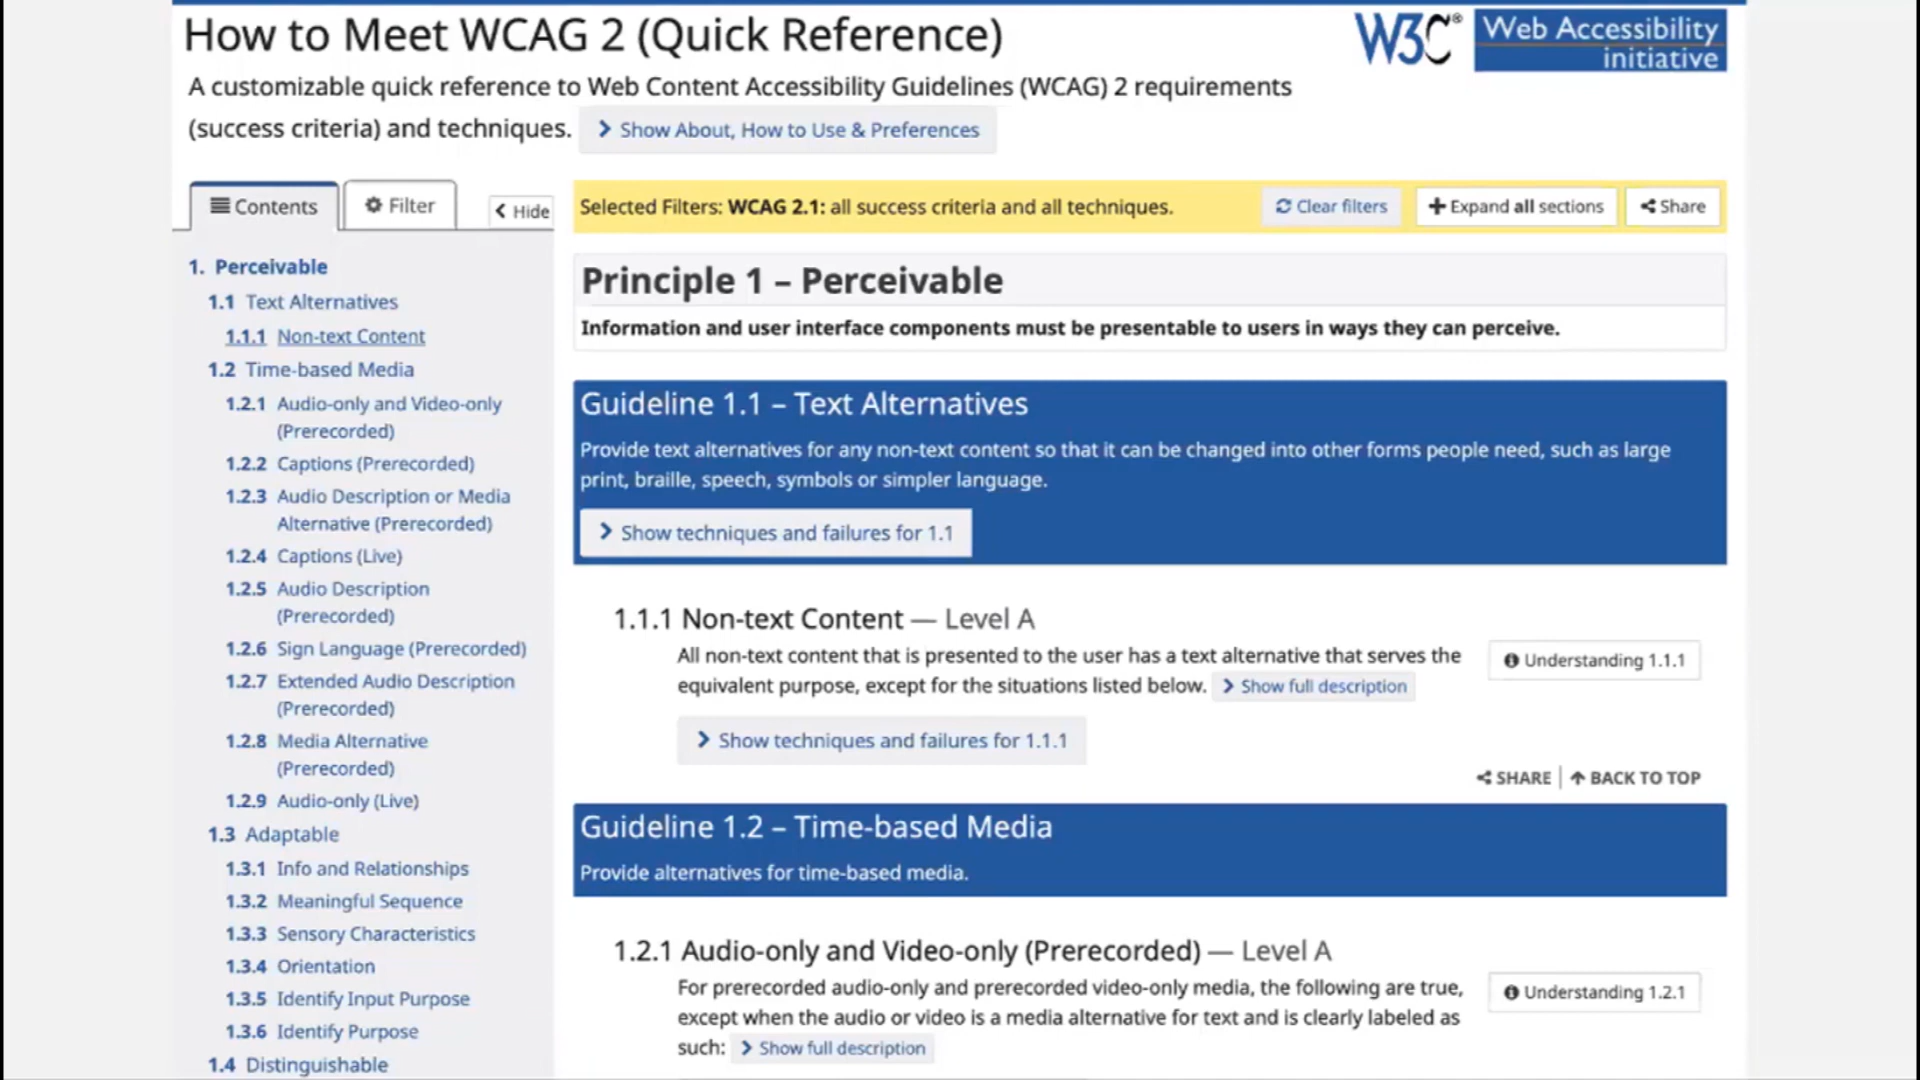 How to Meet WCAG 2 (Quick Reference)
W3C® Web Accessibility
initiative
A customizable quick reference to Web Content Accessibility Guidelines (WCAG) 2 requirements
(success criteria) and techniques. Show About, How to Use & Preferences
Contents
Filter
Hide
1. Perceivable
1.1 Text Alternatives
1.1.1 Non-text Content
1.2 Time-based Media
1.2.1 Audio-only and Video-only
(Prerecorded)
1.2.2 Captions (Prerecorded)
1.2.3 Audio Description or Media
Alternative (Prerecorded)
1.2.4 Captions (Live)
1.2.5 Audio Description
(Prerecorded)
1.2.6 Sign Language (Prerecorded)
1.2.7 Extended Audio Description
(Prerecorded)
1.2.8 Media Alternative
(Prerecorded)
1.2.9 Audio-only (Live)
1.3 Adaptable
1.3.1 Info and Relationships
1.3.2 Meaningful Sequence
1.3.3 Sensory Characteristics
1.3.4 Orientation
1.3.5 Identify Input Purpose
1.3.6 Identify Purpose
1.4 Distinguishable
Selected Filters: WCAG 2.1: all success criteria and all techniques.
Clear filters
Expand all sections
Share
Principle 1 – Perceivable
Information and user interface components must be presentable to users in ways they can perceive.
Guideline 1.1 – Text Alternatives
Provide text alternatives for any non-text content so that it can be changed into other forms people need, such as large
print, braille, speech, symbols or simpler language.
Show techniques and failures for 1.1
1.1.1 Non-text Content — Level A
All non-text content that is presented to the user has a text alternative that serves the
equivalent purpose, except for the situations listed below. Show full description
Understanding 1.1.1
Show techniques and failures for 1.1.1
SHARE | BACK TO TOP
Guideline 1.2 – Time-based Media
Provide alternatives for time-based media.
1.2.1 Audio-only and Video-only (Prerecorded) — Level A
For prerecorded audio-only and prerecorded video-only media, the following are true,
except when the audio or video is a media alternative for text and is clearly labeled as
such: Show full description
Understanding 1.2.1